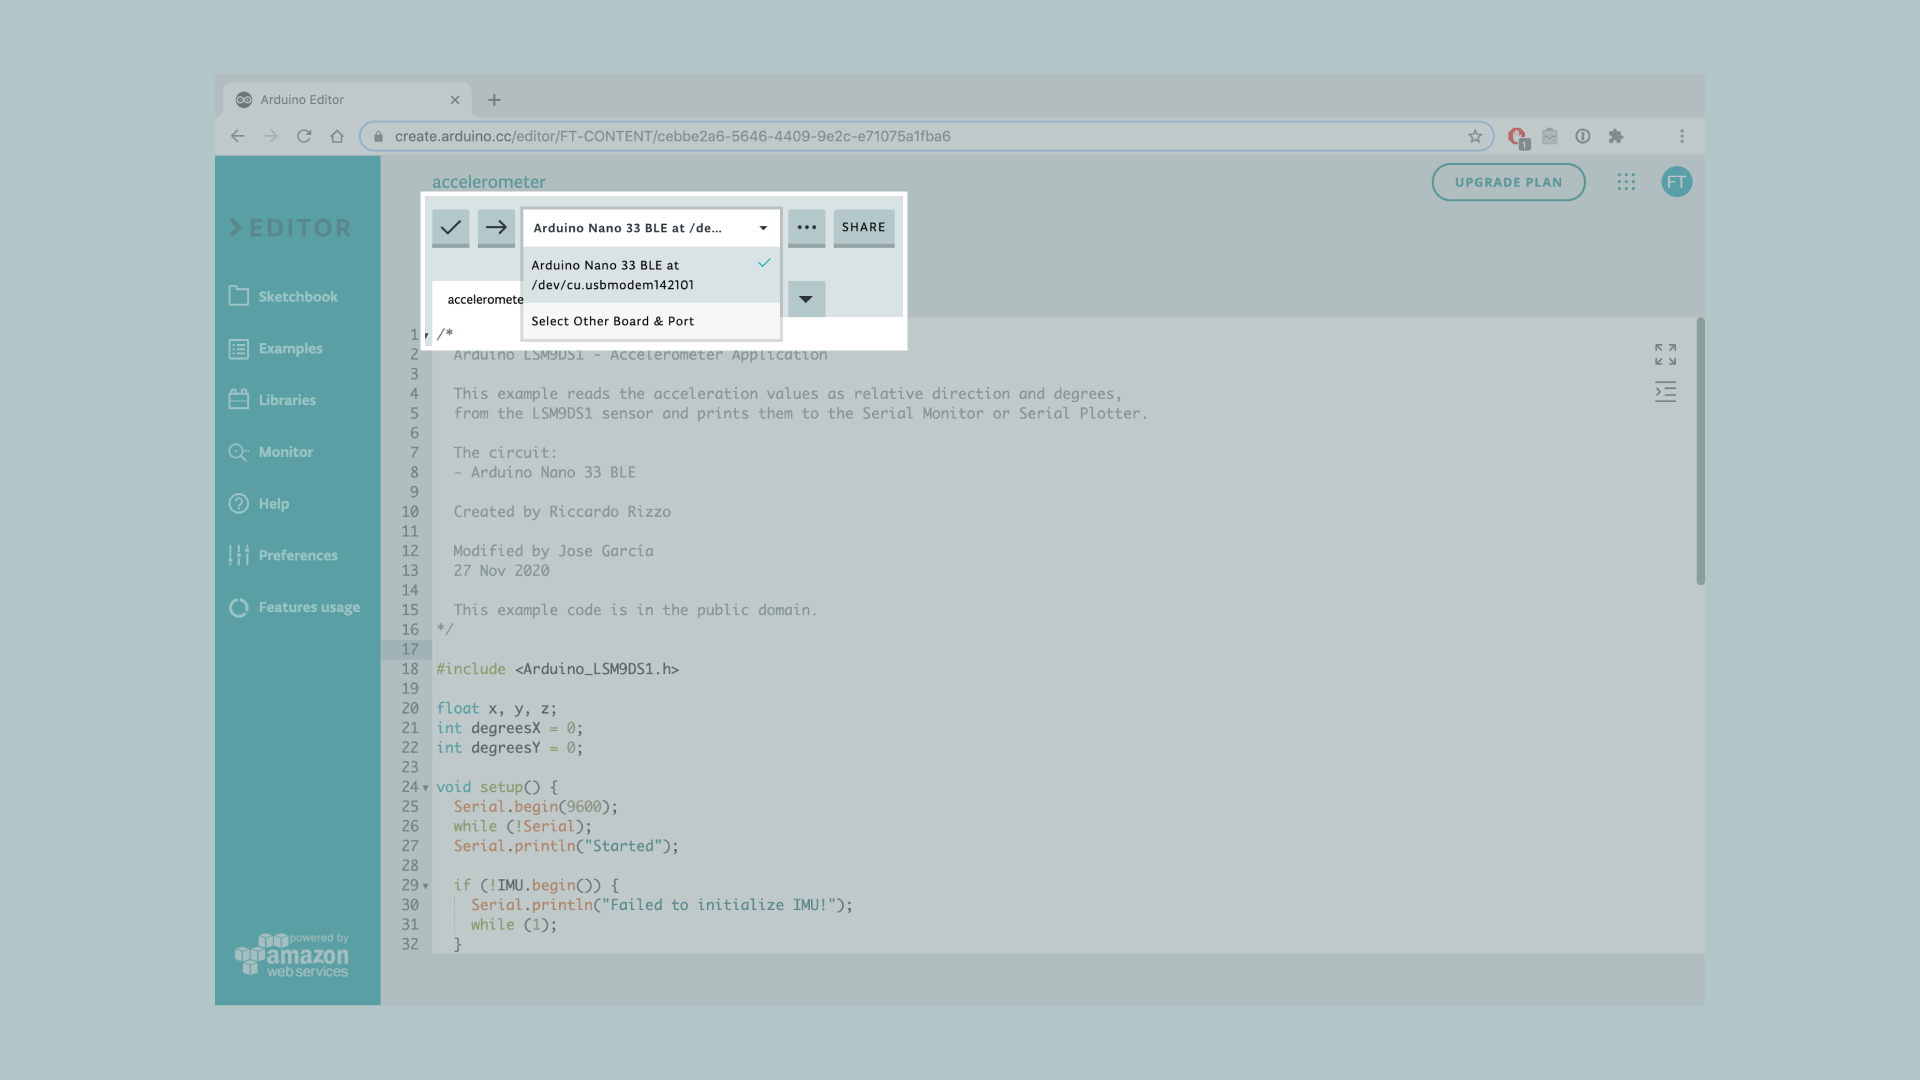 Arduino Editor
create.arduino.cc/editor/FT-CONTENT/cebbe2a6-5646-4409-9e2c-e71075a1fba6
1
accelerometer
UPGRADE PLAN
FT
EDITOR
Arduino Nano 33 BLE at /de...
SHARE
Arduino Nano 33 BLE at
/dev/cu.usbmodem142101
Select Other Board & Port
acceleromete
Sketchbook
Examples
Libraries
Monitor
Help
Preferences
Features usage
powered by
amazon
web services
1 /*
2 Arduino LSM9DS1 - Accelerometer Application
3
4 This example reads the acceleration values as relative direction and degrees,
5 from the LSM9DS1 sensor and prints them to the Serial Monitor or Serial Plotter.
6
7 The circuit:
8 - Arduino Nano 33 BLE
9
10 Created by Riccardo Rizzo
11
12 Modified by Jose García
13 27 Nov 2020
14
15 This example code is in the public domain.
16 */
17
18 #include <Arduino_LSM9DS1.h>
19
20 float x, y, z;
21 int degreesX = 0;
22 int degreesY = 0;
23
24 void setup() {
25 Serial.begin(9600);
26 while (!Serial);
27 Serial.println("Started");
28
29 if (!IMU.begin()) {
30 Serial.println("Failed to initialize IMU!");
31 while (1);
32 }